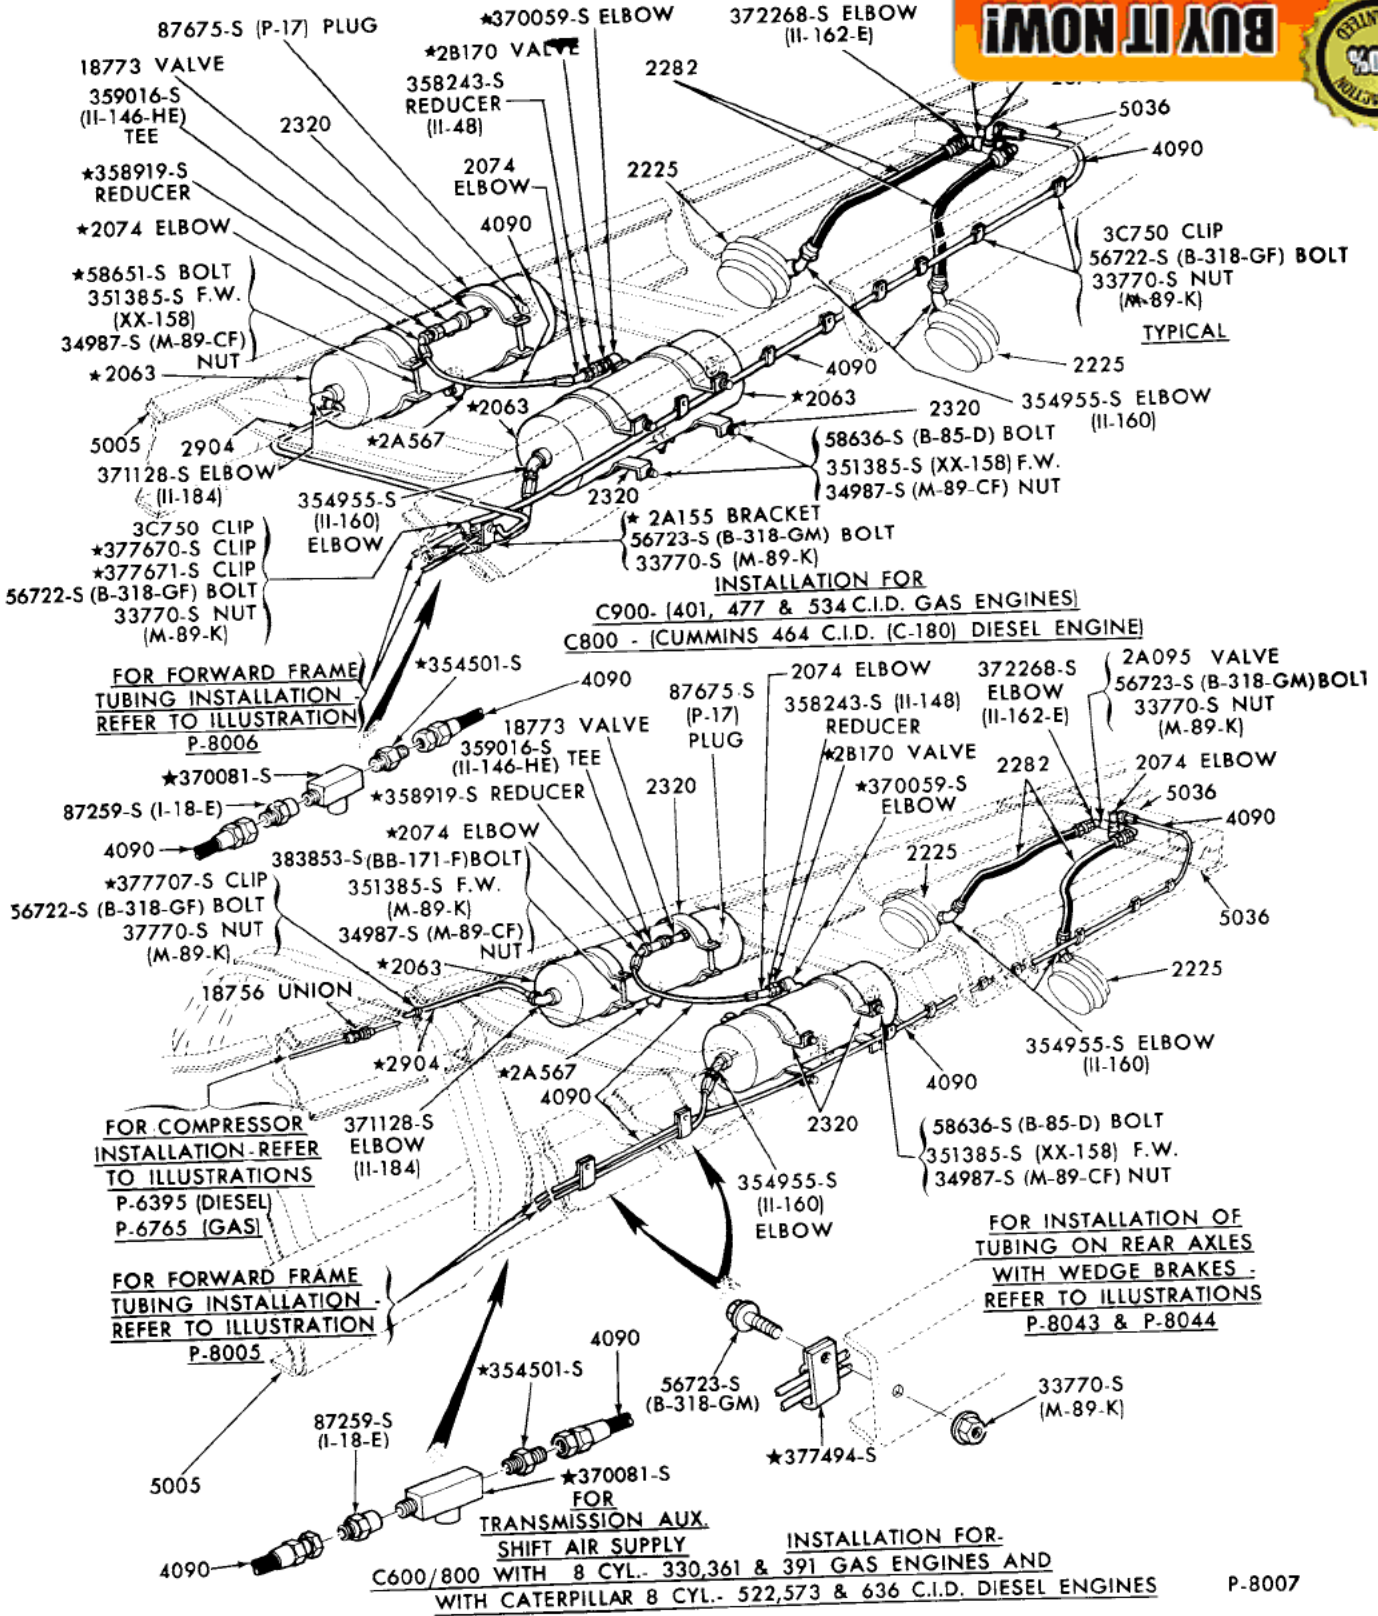 87675-S (P-17) PLUG
★370059-S ELBOW
372268-S ELBOW
(II-162-E)
BUY IT NOW!
18773 VALVE
★2B170 VALVE
2282
359016-S
(II-146-HE)
TEE
358243-S
REDUCER
(II-48)
2320
5036
4090
★358919-S
REDUCER
2074
ELBOW
2225
★2074 ELBOW
4090
3C750 CLIP
56722-S (B-318-GF) BOLT
33770-S NUT
(M-89-K)
TYPICAL
★58651-S BOLT
351385-S F.W.
(XX-158)
34987-S (M-89-CF)
NUT
★2063
4090
2225
★2063
★2063
354955-S ELBOW
(II-160)
2320
5005
2904
★2A567
371128-S ELBOW
(II-184)
58636-S (B-85-D) BOLT
351385-S (XX-158) F.W.
34987-S (M-89-CF) NUT
354955-S
(II-160)
ELBOW
2320
★ 2A155 BRACKET
56723-S (B-318-GM) BOLT
33770-S (M-89-K)
3C750 CLIP
★377670-S CLIP
★377671-S CLIP
56722-S (B-318-GF) BOLT
33770-S NUT
(M-89-K)
INSTALLATION FOR
C900- (401, 477 & 534 C.I.D. GAS ENGINES)
C800 - (CUMMINS 464 C.I.D. (C-180) DIESEL ENGINE)
FOR FORWARD FRAME
TUBING INSTALLATION -
REFER TO ILLUSTRATION
P-8006
★354501-S
4090
★370081-S
87259-S (I-18-E)
4090
87675-S
(P-17)
PLUG
2074 ELBOW
358243-S (II-148)
REDUCER
★2B170 VALVE
★370059-S
ELBOW
372268-S
ELBOW
(II-162-E)
2A095 VALVE
56723-S (B-318-GM)BOLT
33770-S NUT
(M-89-K)
18773 VALVE
359016-S
(II-146-HE) TEE
★358919-S REDUCER
2320
2282
2074 ELBOW
5036
4090
★2074 ELBOW
383853-S(BB-171-F)BOLT
351385-S F.W.
(M-89-K)
34987-S (M-89-CF)
NUT
2225
★377707-S CLIP
56722-S (B-318-GF) BOLT
37770-S NUT
(M-89-K)
5036
★2063
18756 UNION
2225
★2904
★2A567
4090
4090
354955-S ELBOW
(II-160)
FOR COMPRESSOR
INSTALLATION-REFER
TO ILLUSTRATIONS
P-6395 (DIESEL)
P-6765 (GAS)
371128-S
ELBOW
(II-184)
2320
58636-S (B-85-D) BOLT
351385-S (XX-158) F.W.
34987-S (M-89-CF) NUT
354955-S
(II-160)
ELBOW
FOR INSTALLATION OF
TUBING ON REAR AXLES
WITH WEDGE BRAKES -
REFER TO ILLUSTRATIONS
P-8043 & P-8044
FOR FORWARD FRAME
TUBING INSTALLATION -
REFER TO ILLUSTRATION
P-8005
4090
★354501-S
56723-S
(B-318-GM)
33770-S
(M-89-K)
87259-S
(I-18-E)
★377494-S
5005
★370081-S
4090
FOR
TRANSMISSION AUX.
SHIFT AIR SUPPLY
INSTALLATION FOR-
C600/800 WITH 8 CYL.- 330,361 & 391 GAS ENGINES AND
WITH CATERPILLAR 8 CYL.- 522,573 & 636 C.I.D. DIESEL ENGINES
P-8007